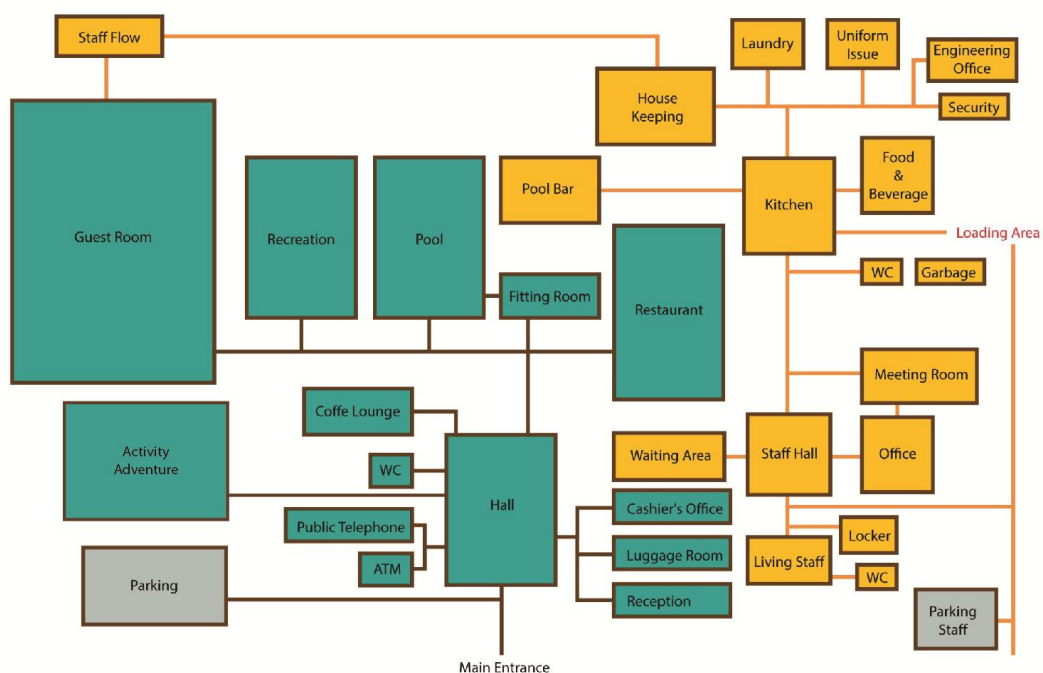 Staff Flow
Laundry
Uniform
Issue
Engineering
Office
House
Keeping
Security
Food
&
Beverage
Pool Bar
Kitchen
Guest Room
Recreation
Pool
Loading Area
WC
Garbage
Fitting Room
Restaurant
Meeting Room
Coffe Lounge
Activity
Adventure
WC
Waiting Area
Staff Hall
Office
Hall
Cashier's Office
Public Telephone
Locker
Luggage Room
Living Staff
ATM
WC
Parking
Reception
Parking
Staff
Main Entrance